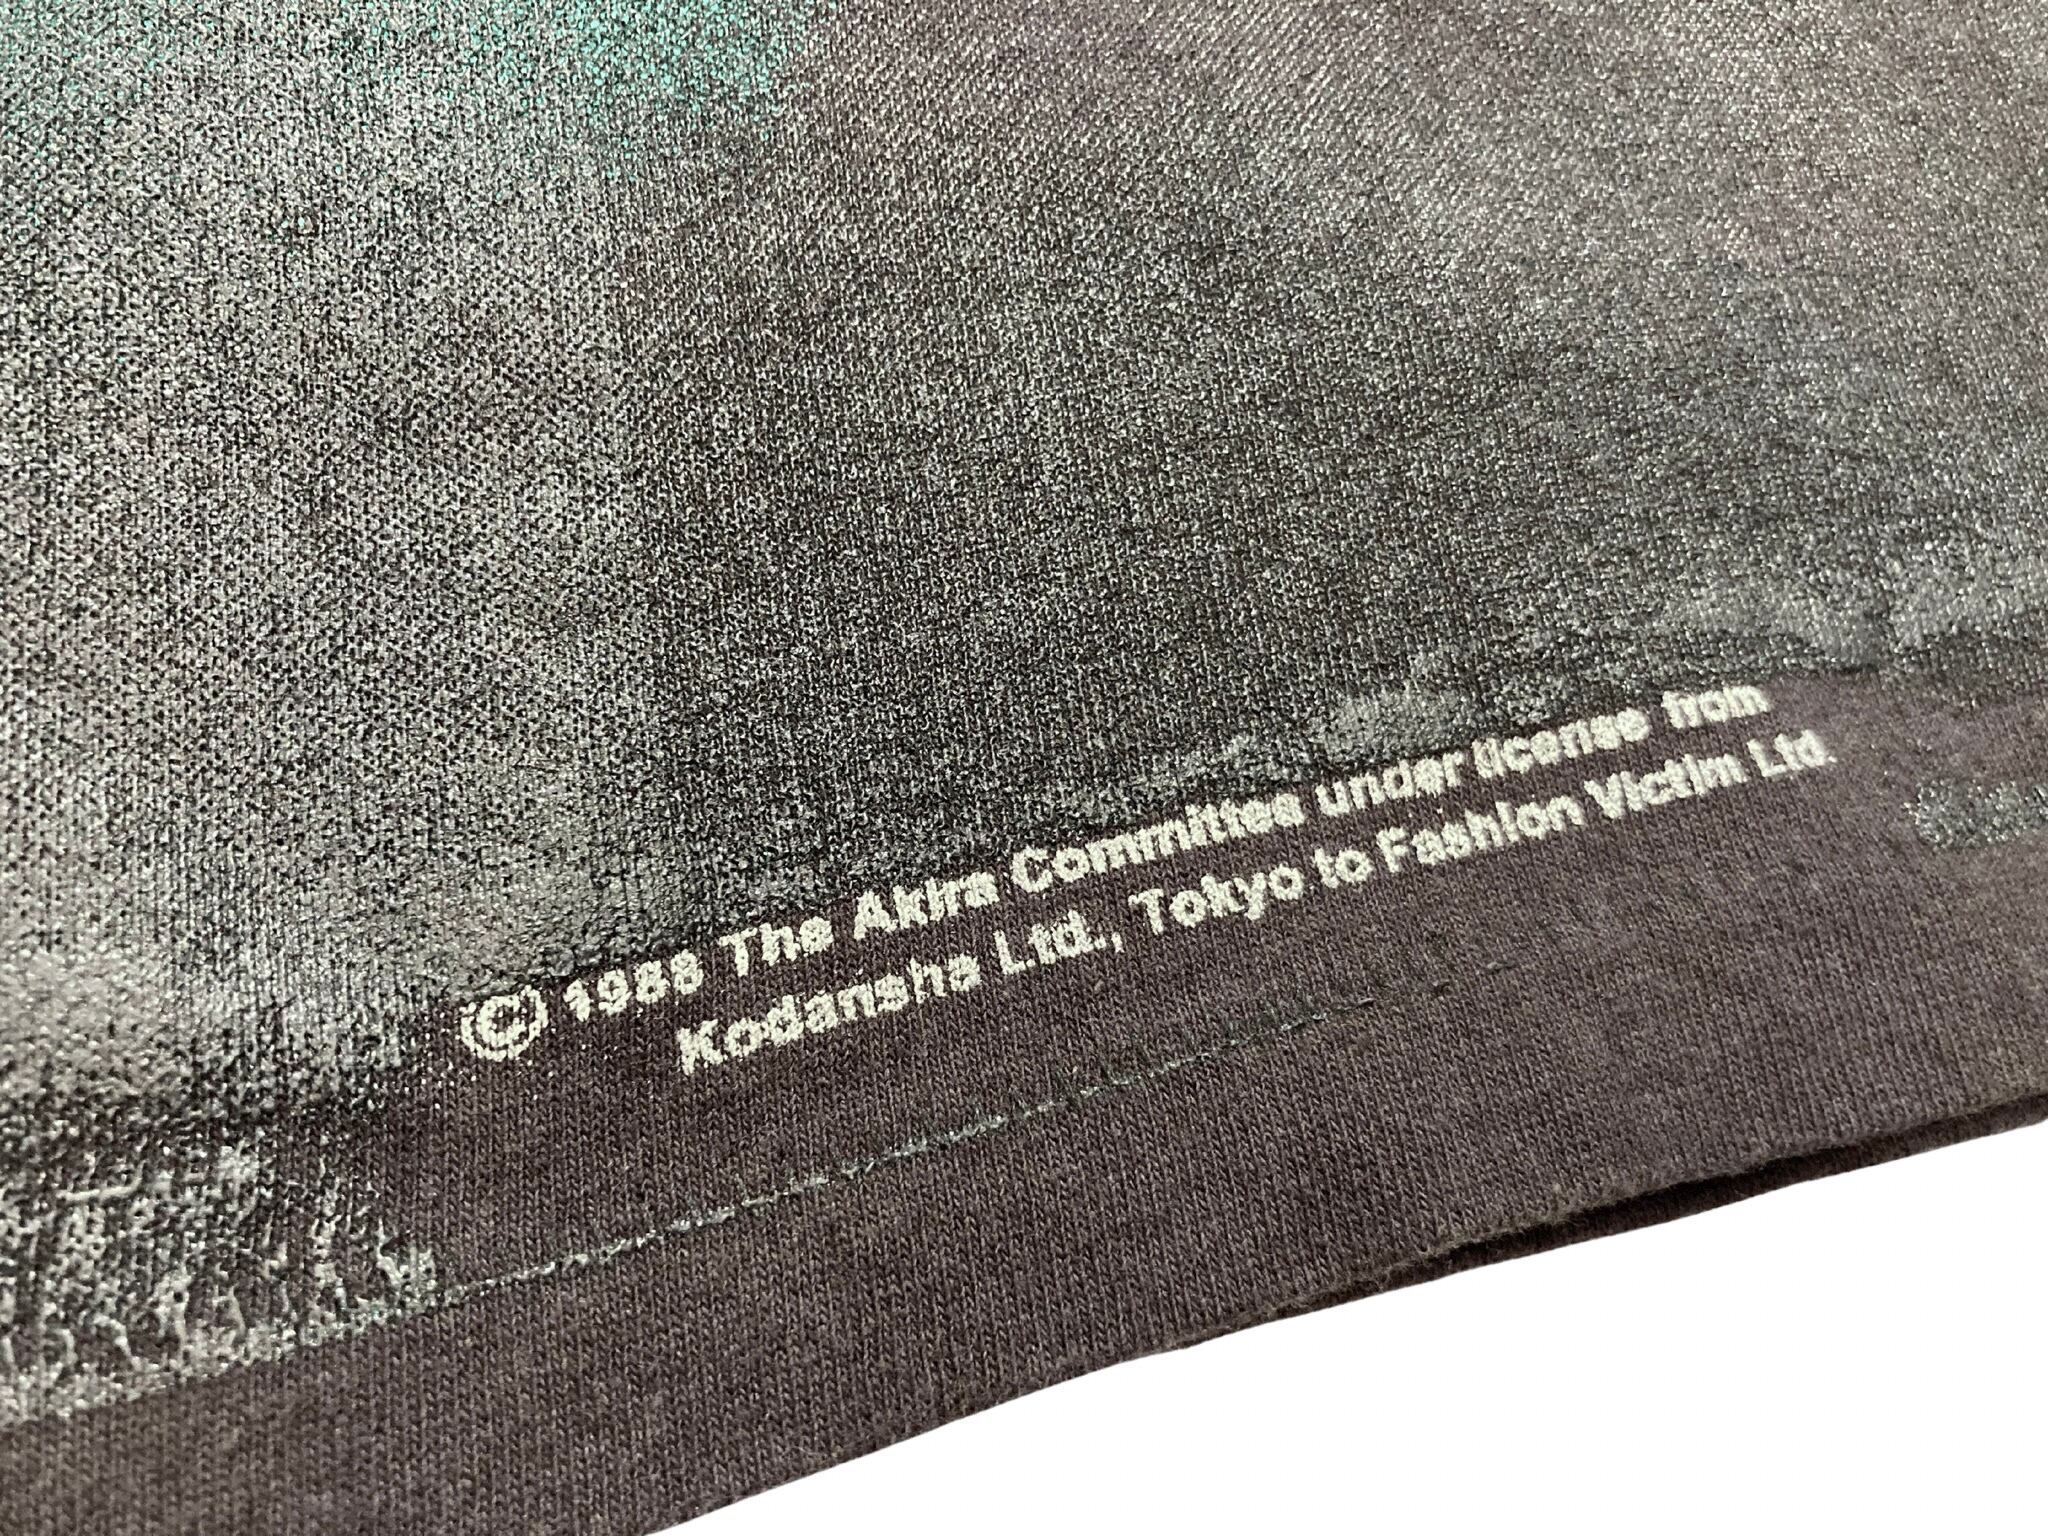 © 1988 The Akira Committee under license from
Kodansha Ltd., Tokyo to Fashion Victim Ltd.